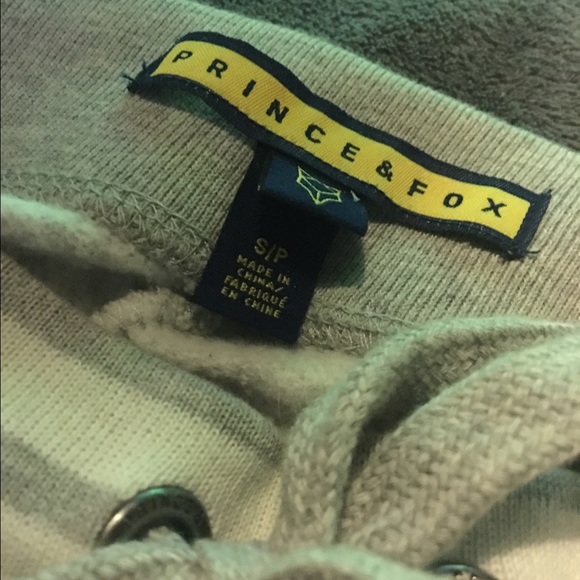 PRINCE & FOX
S/P
MADE IN
CHINA/
FABRIQUÉ
EN CHINE